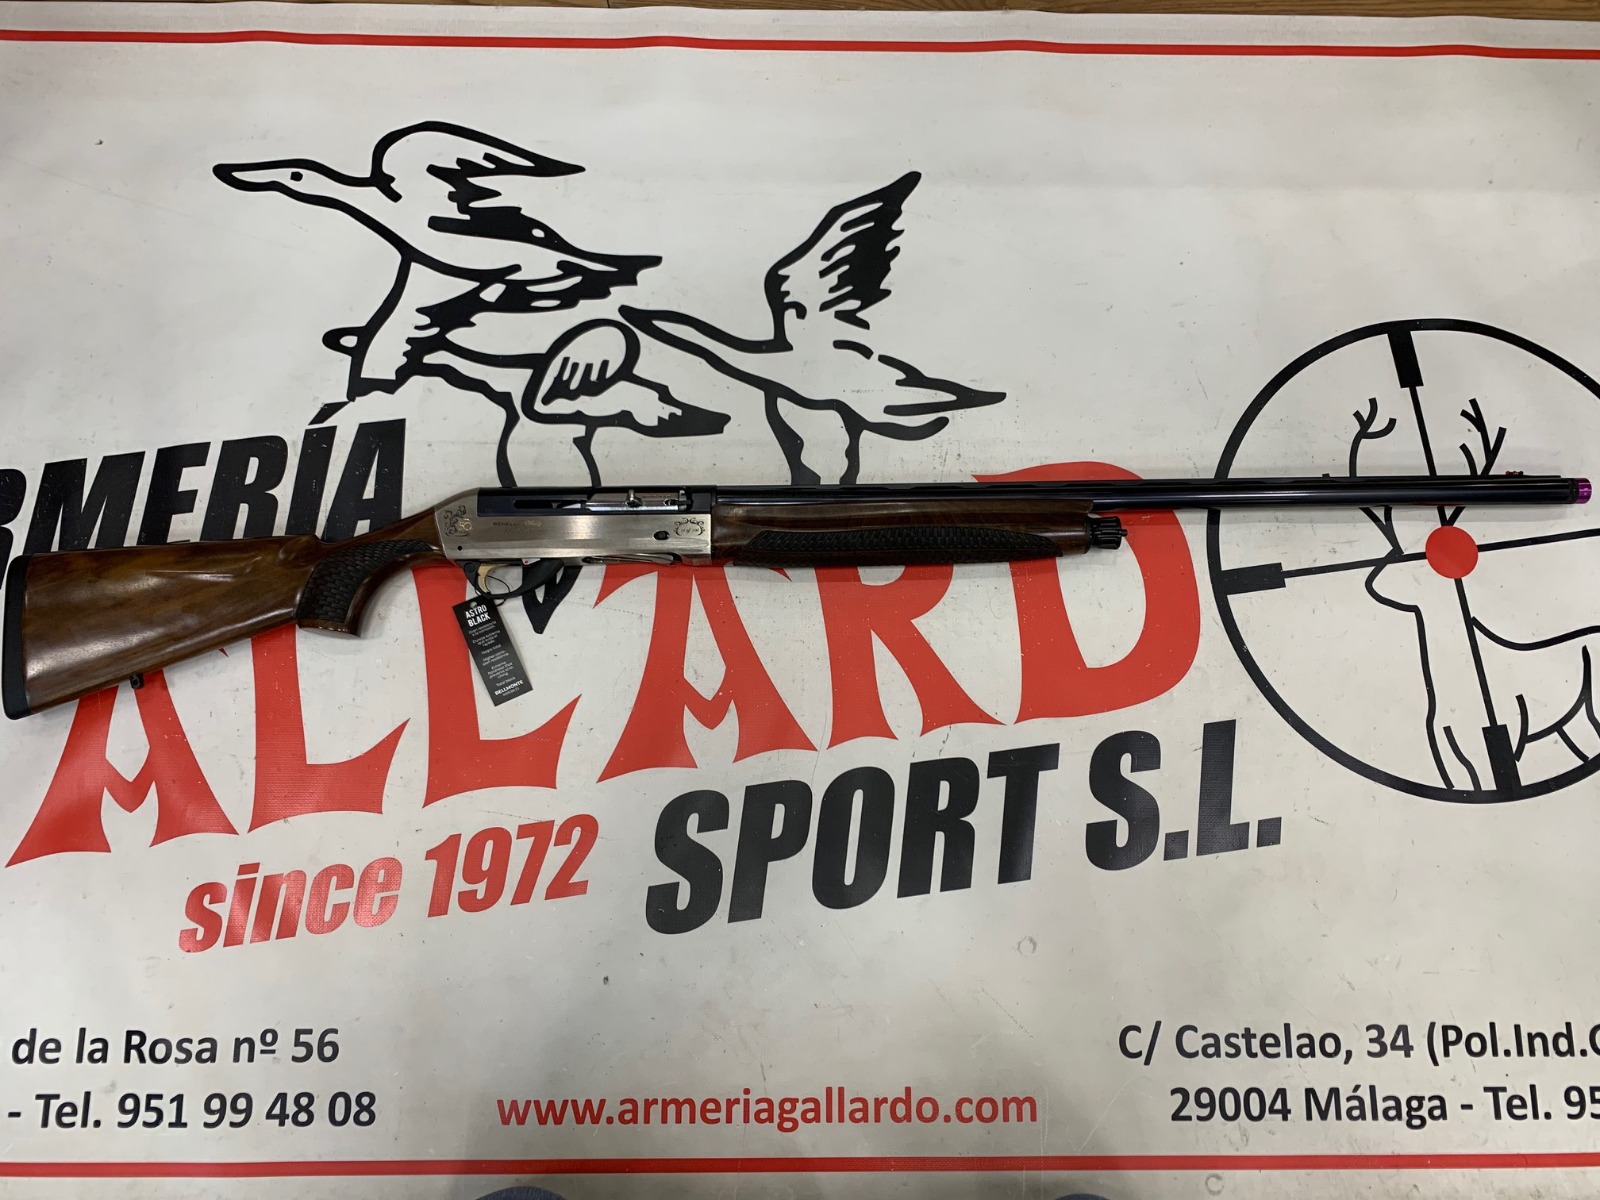 RMERÍA
ALLARD
SPORT S.L.
since 1972
ASTRO
BLACK
BELLMONTE
de la Rosa nº 56
- Tel. 951 99 48 08
www.armeriagallardo.com
C/ Castelao, 34 (Pol.Ind.
29004 Málaga - Tel. 95